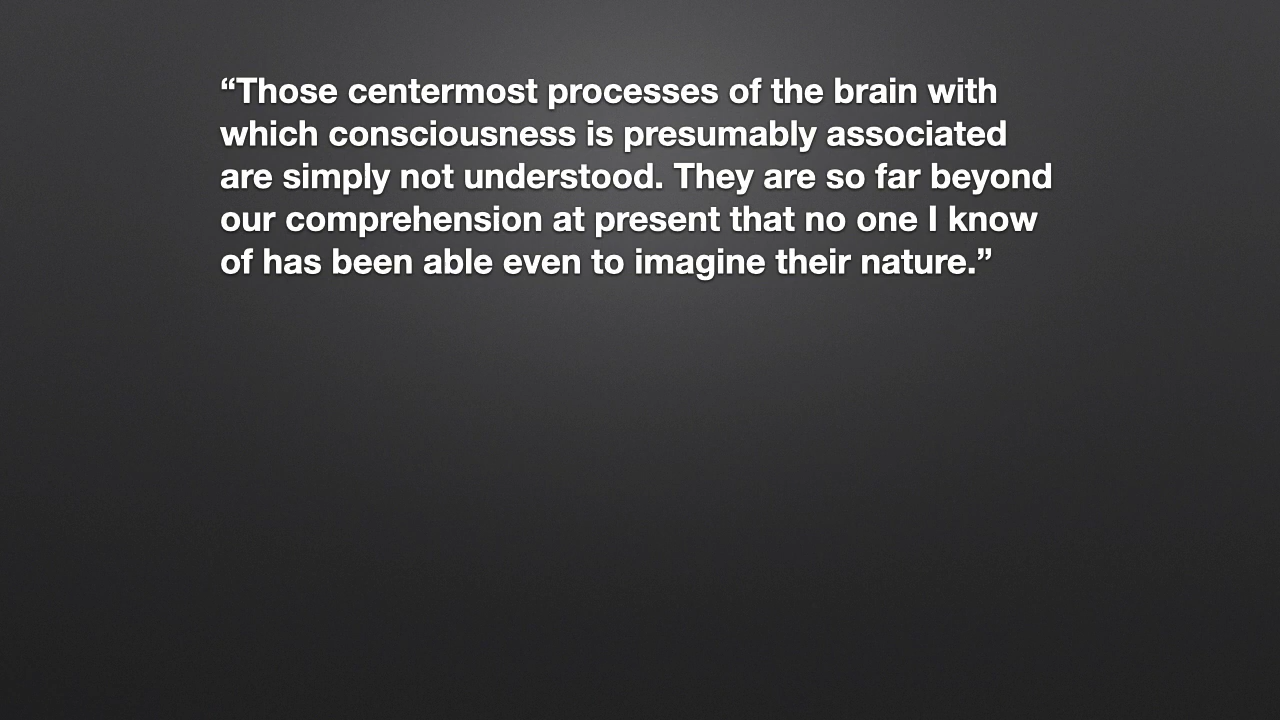 “Those centermost processes of the brain with
which consciousness is presumably associated
are simply not understood. They are so far beyond
our comprehension at present that no one I know
of has been able even to imagine their nature.”